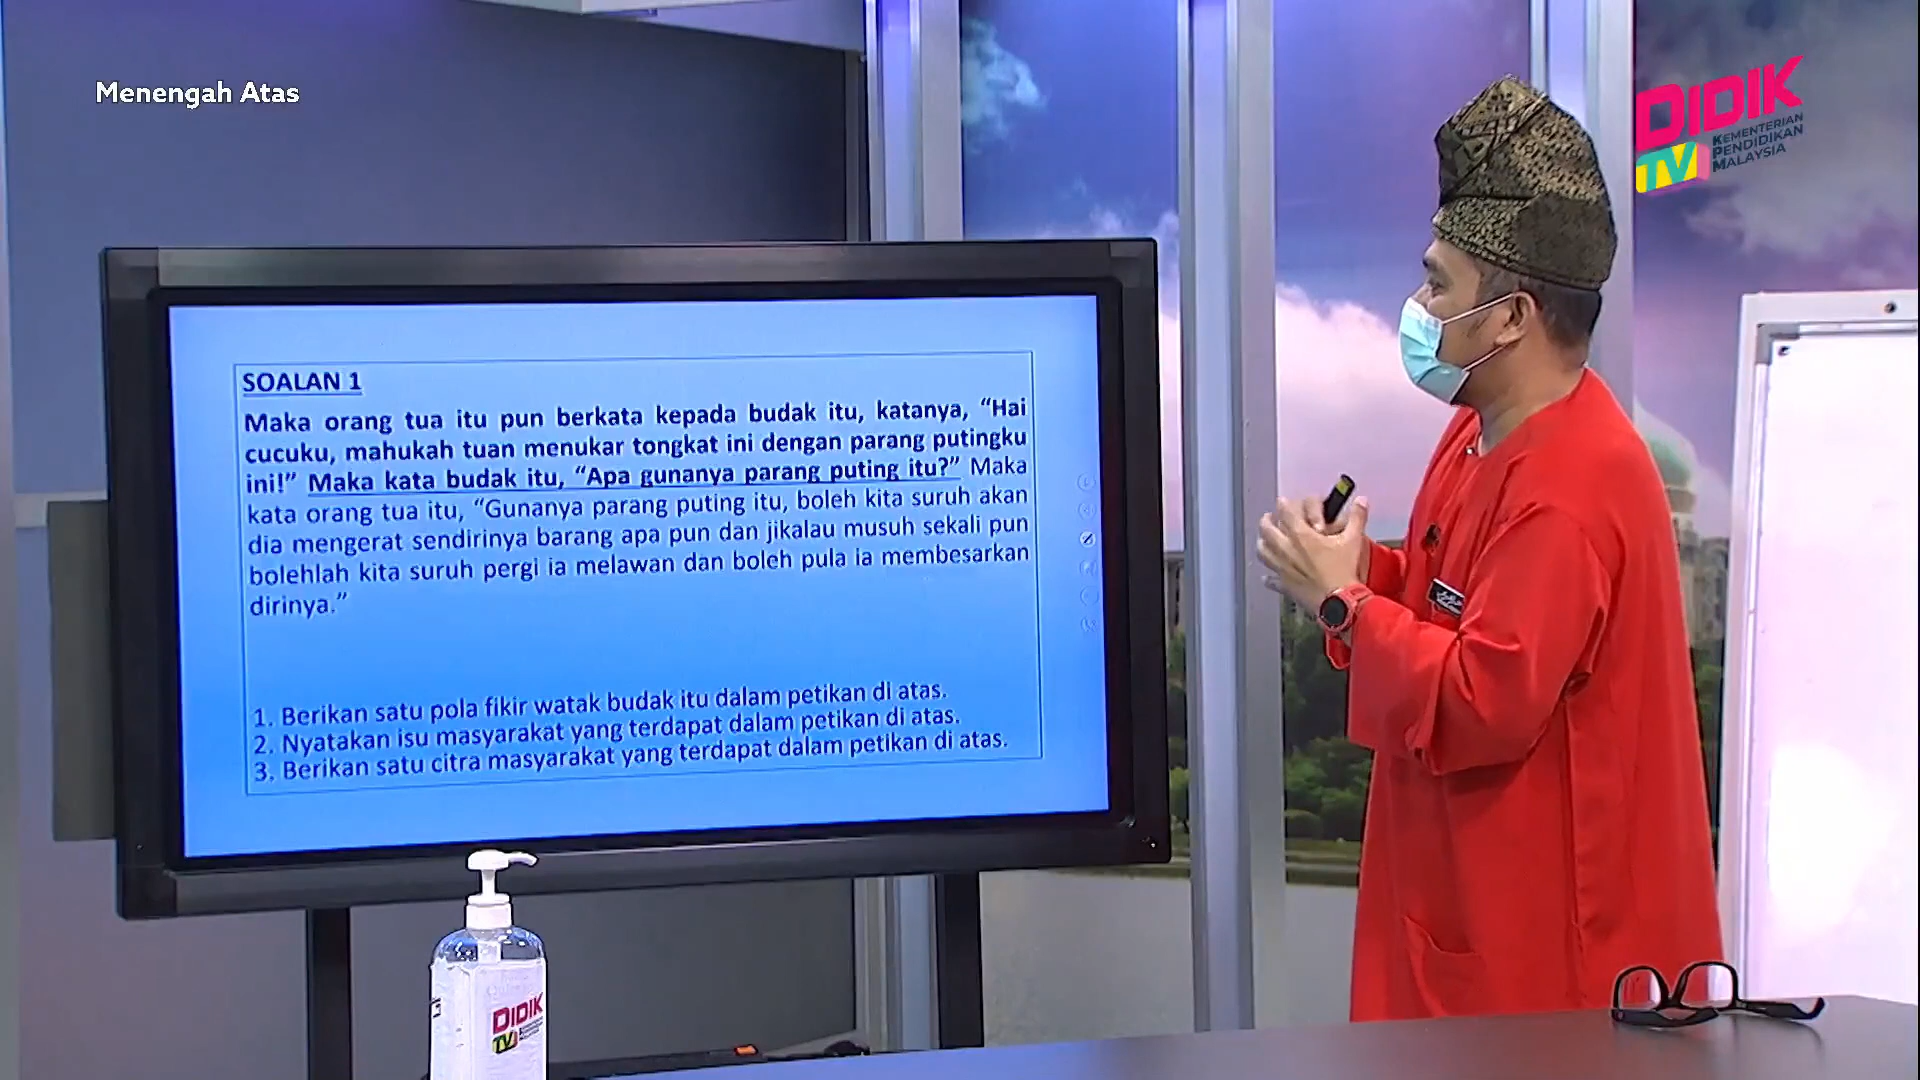 Menengah Atas
DIDIK
TV
KEMENTERIAN
PENDIDIKAN
MALAYSIA
SOALAN 1
Maka orang tua itu pun berkata kepada budak itu, katanya, “Hai
cucuku, mahukah tuan menukar tongkat ini dengan parang putingku
ini!” Maka kata budak itu, “Apa gunanya parang puting itu?” Maka
kata orang tua itu, “Gunanya parang puting itu, boleh kita suruh akan
dia mengerat sendirinya barang apa pun dan jikalau musuh sekali pun
bolehlah kita suruh pergi ia melawan dan boleh pula ia membesarkan
dirinya.”
1. Berikan satu pola fikir watak budak itu dalam petikan di atas.
2. Nyatakan isu masyarakat yang terdapat dalam petikan di atas.
3. Berikan satu citra masyarakat yang terdapat dalam petikan di atas.
DIDIK
TV